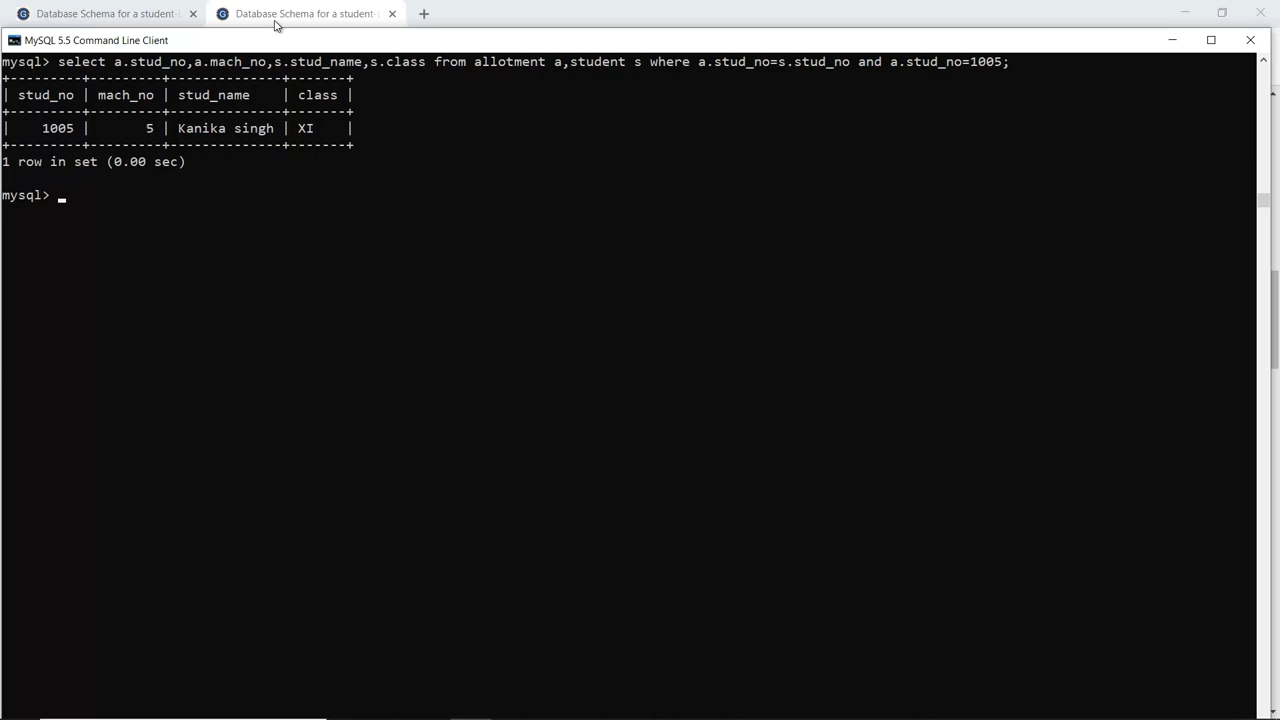 Database Schema for a student- Database Schema for a student-
MySQL 5.5 Command Line Client
mysql> select a.stud_no,a.mach_no,s.stud_name,s.class from allotment a,student s where a.stud_no=s.stud_no and a.stud_no=1005;
+---------+---------+--------------+-------+
| stud_no | mach_no | stud_name    | class |
+---------+---------+--------------+-------+
|    1005 |       5 | Kanika singh | XI    |
+---------+---------+--------------+-------+
1 row in set (0.00 sec)
mysql>